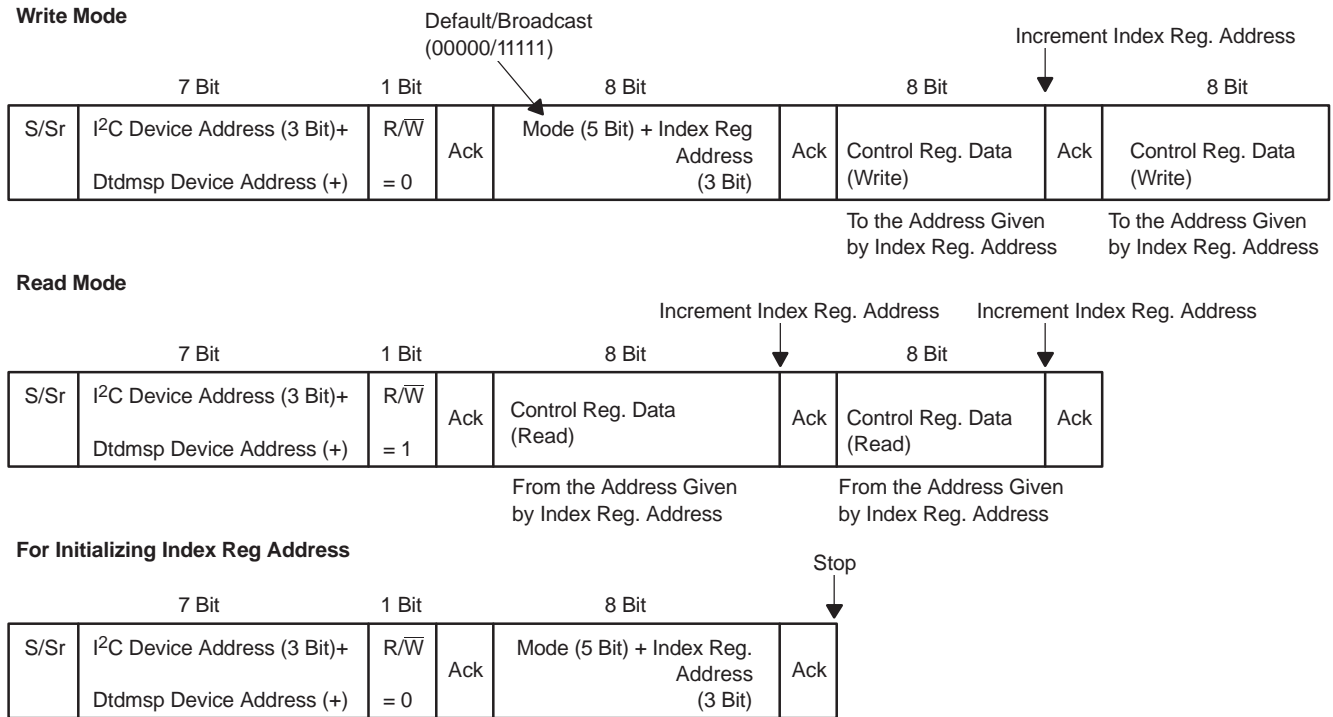 Write Mode
Default/Broadcast
(00000/11111)
Increment Index Reg. Address
7 Bit 1 Bit 8 Bit 8 Bit 8 Bit
S/Sr I2C Device Address (3 Bit)+ R/W̅ Ack Mode (5 Bit) + Index Reg Ack Control Reg. Data Ack Control Reg. Data
Address
Dtdmsp Device Address (+) = 0 (3 Bit) (Write) (Write)
To the Address Given To the Address Given
by Index Reg. Address by Index Reg. Address
Read Mode
Increment Index Reg. Address Increment Index Reg. Address
7 Bit 1 Bit 8 Bit 8 Bit
S/Sr I2C Device Address (3 Bit)+ R/W̅ Ack Control Reg. Data Ack Control Reg. Data Ack
Dtdmsp Device Address (+) = 1 (Read) (Read)
From the Address Given From the Address Given
by Index Reg. Address by Index Reg. Address
For Initializing Index Reg Address
Stop
7 Bit 1 Bit 8 Bit
S/Sr I2C Device Address (3 Bit)+ R/W̅ Ack Mode (5 Bit) + Index Reg. Ack
Address
Dtdmsp Device Address (+) = 0 (3 Bit)